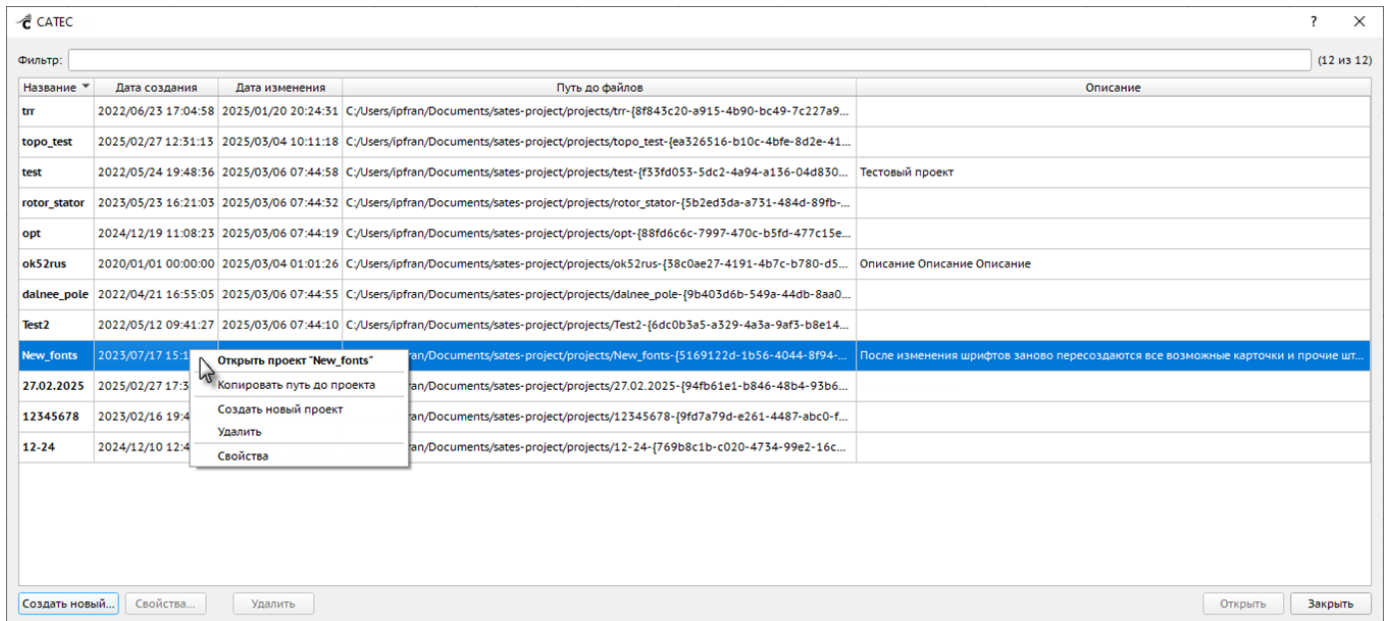 САТЕС
Фильтр: (12 из 12)
Название Дата создания Дата изменения Путь до файлов Описание
trr 2022/06/23 17:04:58 2025/01/20 20:24:31 C:/Users/ipfran/Documents/sates-project/projects/trr-{8f843c20-a915-4b90-bc49-7c227a9...
topo_test 2025/02/27 12:31:13 2025/03/04 10:11:18 C:/Users/ipfran/Documents/sates-project/projects/topo_test-{ea326516-b10c-4bfe-8d2e-41...
test 2022/05/24 19:48:36 2025/03/06 07:44:58 C:/Users/ipfran/Documents/sates-project/projects/test-{f33fd053-5dc2-4a94-a136-04d830... Тестовый проект
rotor_stator 2023/05/23 16:21:03 2025/03/06 07:44:32 C:/Users/ipfran/Documents/sates-project/projects/rotor_stator-{5b2ed3da-a731-484d-89fb-...
opt 2024/12/19 11:08:23 2025/03/06 07:44:19 C:/Users/ipfran/Documents/sates-project/projects/opt-{88fd6c6c-7997-470c-b5fd-477c15e...
ok52rus 2020/01/01 00:00:00 2025/03/04 01:01:26 C:/Users/ipfran/Documents/sates-project/projects/ok52rus-{38c0ae27-4191-4b7c-b780-d5... Описание Описание Описание
dalnee_pole 2022/04/21 16:55:05 2025/03/06 07:44:55 C:/Users/ipfran/Documents/sates-project/projects/dalnee_pole-{9b403d6b-549a-44db-8aa0...
Test2 2022/05/12 09:41:27 2025/03/06 07:44:10 C:/Users/ipfran/Documents/sates-project/projects/Test2-{6dc0b3a5-a329-4a3a-9af3-b8e14...
New_fonts 2023/07/17 15:1 ran/Documents/sates-project/projects/New_fonts-{5169122d-1b56-4044-8f94-... После изменения шрифтов заново пересоздаются все возможные карточки и прочие шт...
Открыть проект "New_fonts"
27.02.2025 2025/02/27 17:3 Копировать путь до проекта ran/Documents/sates-project/projects/27.02.2025-{94fb61e1-b846-48b4-93b6...
12345678 2023/02/16 19:4 Создать новый проект ran/Documents/sates-project/projects/12345678-{9fd7a79d-e261-4487-abc0-f...
Удалить
12-24 2024/12/10 12:4 ran/Documents/sates-project/projects/12-24-{769b8c1b-c020-4734-99e2-16c...
Свойства
Создать новый... Свойства... Удалить Открыть Закрыть